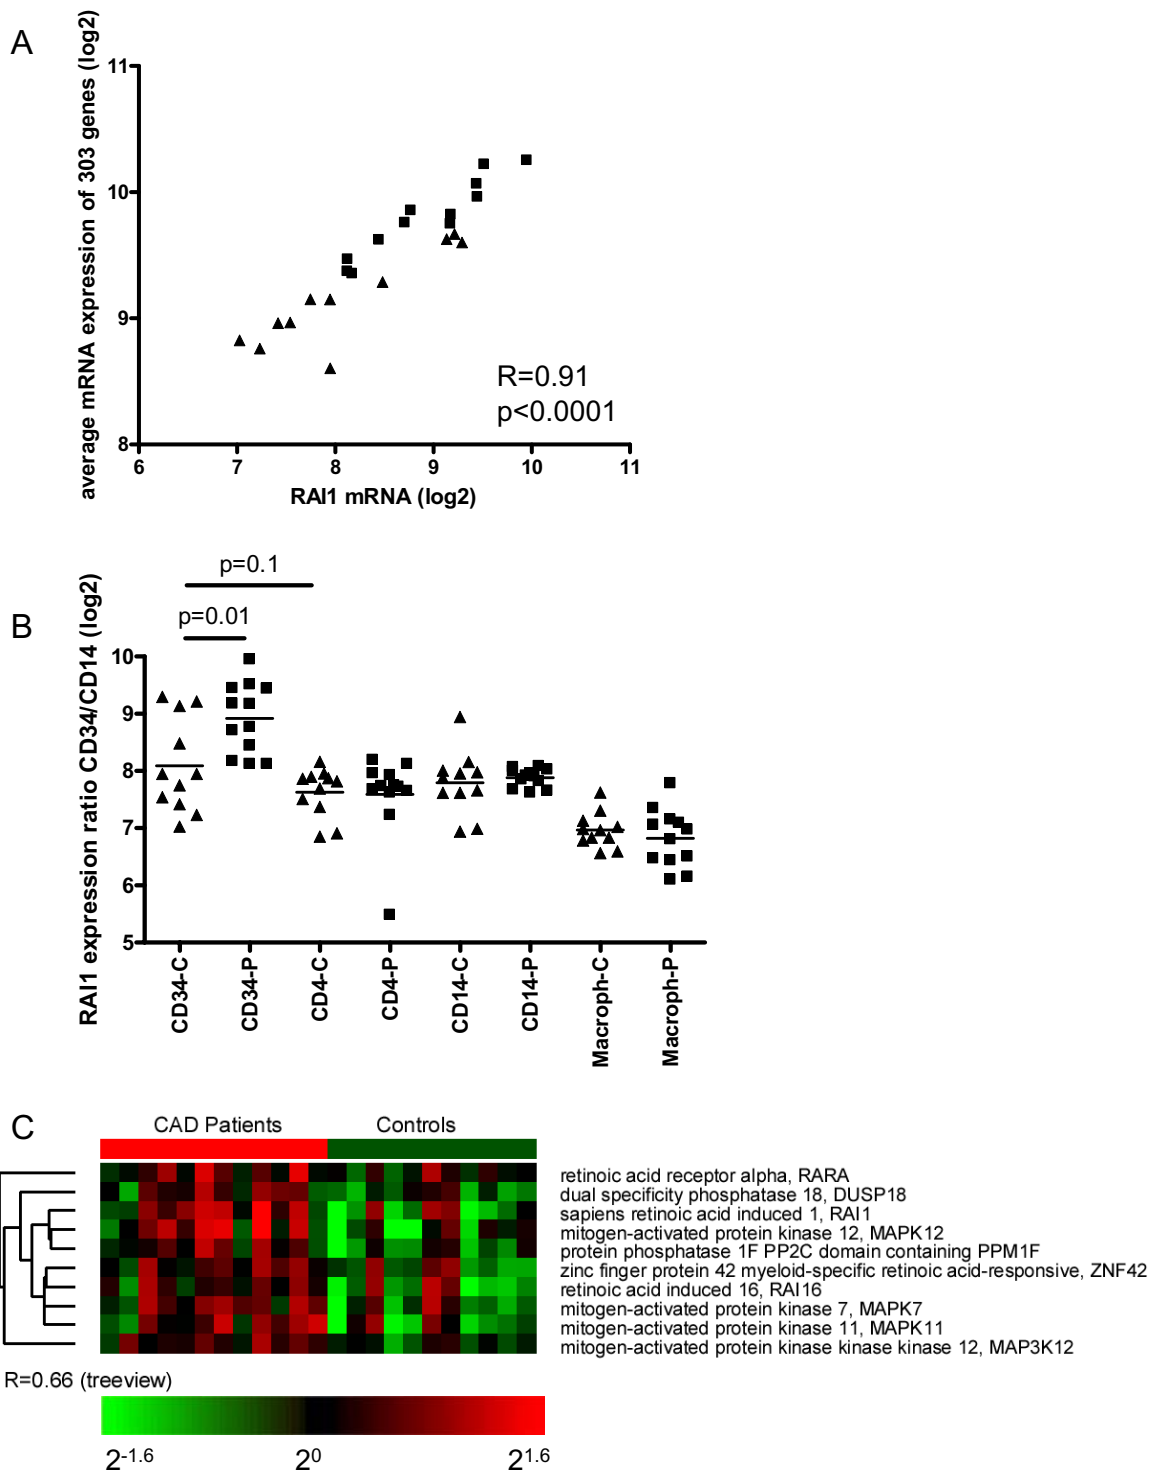 A
average mRNA expression of 303 genes (log2)
11
10
9
8
6 7 8 9 10 11
RAI1 mRNA (log2)
R=0.91
p<0.0001
B
RAI1 expression ratio CD34/CD14 (log2)
p=0.1
p=0.01
10
9
8
7
6
5
CD34-C
CD34-P
CD4-C
CD4-P
CD14-C
CD14-P
Macroph-C
Macroph-P
C
CAD Patients Controls
retinoic acid receptor alpha, RARA
dual specificity phosphatase 18, DUSP18
sapiens retinoic acid induced 1, RAI1
mitogen-activated protein kinase 12, MAPK12
protein phosphatase 1F PP2C domain containing PPM1F
zinc finger protein 42 myeloid-specific retinoic acid-responsive, ZNF42
retinoic acid induced 16, RAI16
mitogen-activated protein kinase 7, MAPK7
mitogen-activated protein kinase 11, MAPK11
mitogen-activated protein kinase kinase kinase 12, MAP3K12
R=0.66 (treeview)
2-1.6 20 21.6